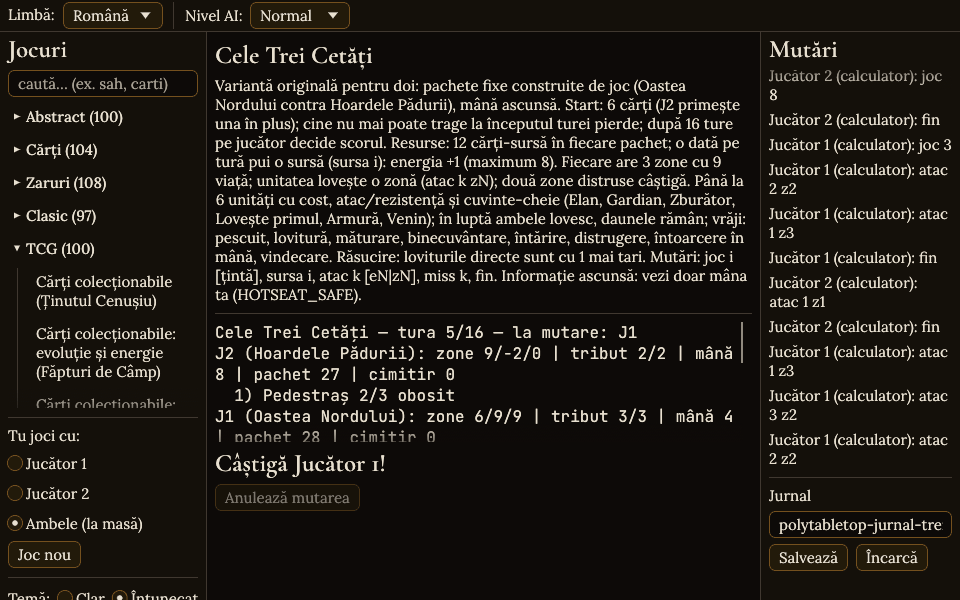 Limbă:
Română
Nivel AI:
Normal
Jocuri
caută... (ex. sah, carti)
Abstract (100)
Cărți (104)
Zaruri (108)
Clasic (97)
TCG (100)
Cărți colecționabile
(Ținutul Cenușiu)
Cărți colecționabile:
evoluție și energie
(Făpturi de Câmp)
Cărți colecționabile:
Tu joci cu:
Jucător 1
Jucător 2
Ambele (la masă)
Joc nou
Temă:
Clar
Întunecat
Cele Trei Cetăți
Variantă originală pentru doi: pachete fixe construite de joc (Oastea
Nordului contra Hoardele Pădurii), mână ascunsă. Start: 6 cărți (J2 primește
una în plus); cine nu mai poate trage la începutul turei pierde; după 16 ture
pe jucător decide scorul. Resurse: 12 cărți-sursă în fiecare pachet; o dată pe
tură pui o sursă (sursa i): energia +1 (maximum 8). Fiecare are 3 zone cu 9
viață; unitatea lovește o zonă (atac k zN); două zone distruse câștigă. Până la
6 unități cu cost, atac/rezistență și cuvinte-cheie (Elan, Gardian, Zburător,
Lovește primul, Armură, Venin); în luptă ambele lovesc, daunele rămân; vrăji:
pescuit, lovitură, măturare, binecuvântare, întărire, distrugere, întoarcere în
mână, vindecare. Răsucire: loviturile directe sunt cu 1 mai tari. Mutări: joc i
[țintă], sursa i, atac k [eN|zN], miss k, fin. Informație ascunsă: vezi doar mâna
ta (HOTSEAT_SAFE).
Cele Trei Cetăți — tura 5/16 — la mutare: J1
J2 (Hoardele Pădurii): zone 9/-2/0 | tribut 2/2 | mână
8 | pachet 27 | cimitir 0
1) Pedestraș 2/3 obosit
J1 (Oastea Nordului): zone 6/9/9 | tribut 3/3 | mână 4
| pachet 28 | cimitir 0
Câștigă Jucător 1!
Anulează mutarea
Mutări
Jucător 2 (calculator): joc
8
Jucător 2 (calculator): fin
Jucător 1 (calculator): joc 3
Jucător 1 (calculator): atac
2 z2
Jucător 1 (calculator): atac
1 z3
Jucător 1 (calculator): fin
Jucător 2 (calculator):
atac 1 z1
Jucător 2 (calculator): fin
Jucător 1 (calculator): atac
1 z3
Jucător 1 (calculator): atac
3 z2
Jucător 1 (calculator): atac
2 z2
Jurnal
polytabletop-jurnal-tre
Salvează
Încarcă